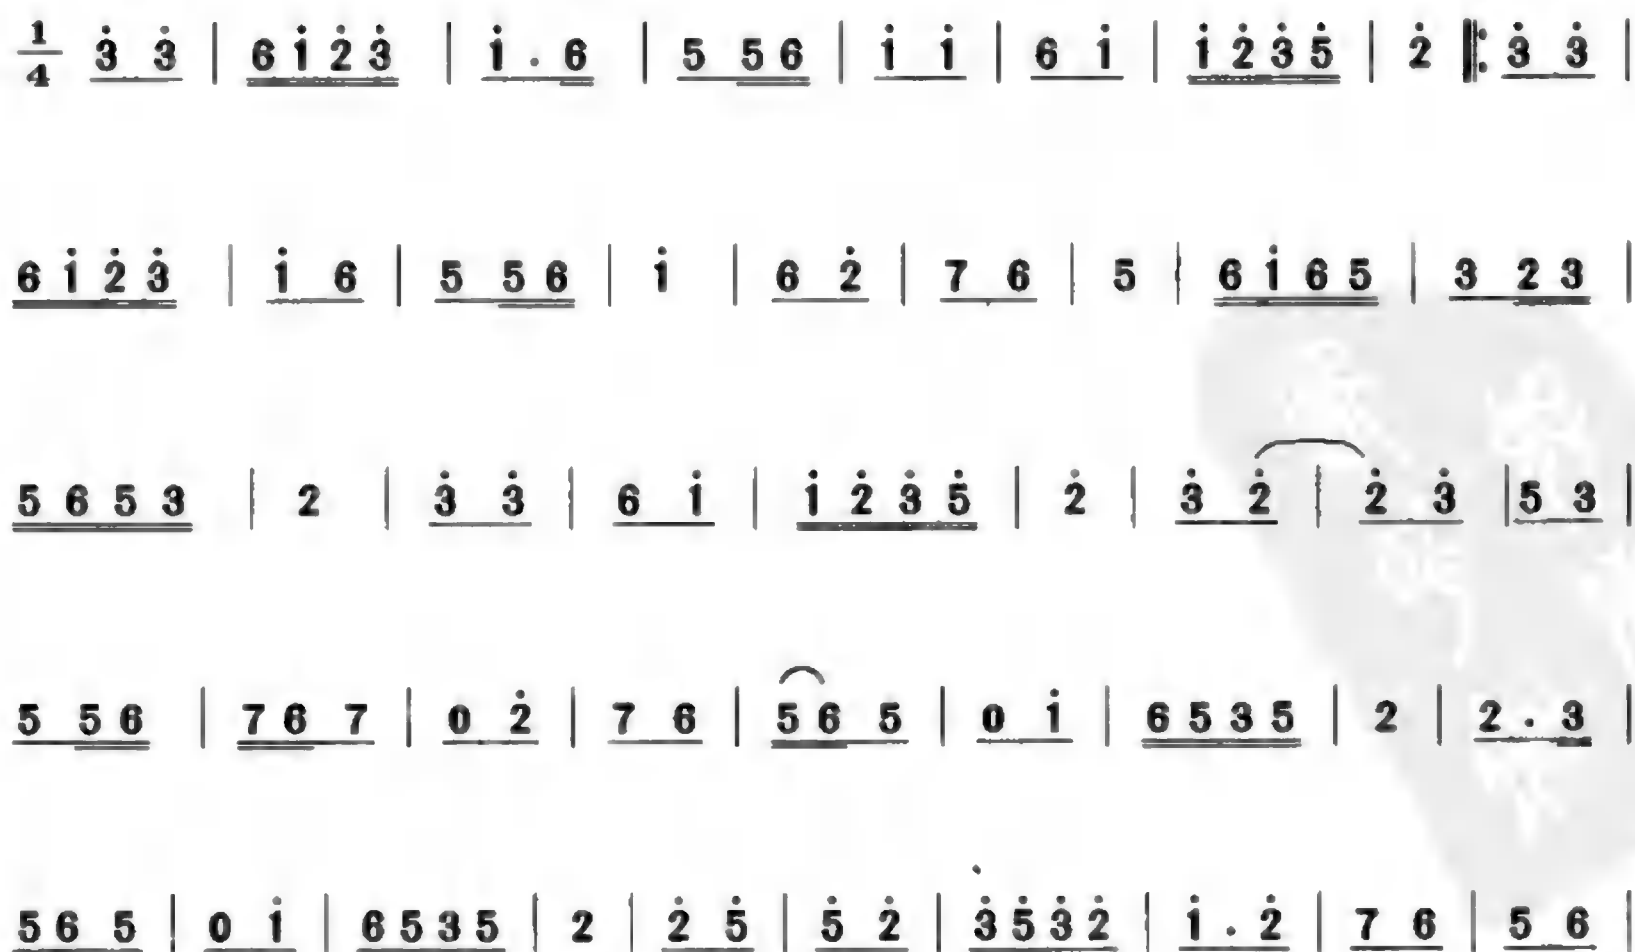 1/4 3̇ 3̇ | 6 1̇ 2̇ 3̇ | 1̇ . 6 | 5 5 6 | 1̇ 1̇ | 6 1̇ | 1̇ 2̇ 3̇ 5̇ | 2̇ ‖: 3̇ 3̇ |
6 1̇ 2̇ 3̇ | 1̇ 6 | 5 5 6 | 1̇ | 6 2̇ | 7 6 | 5 | 6 1̇ 6 5 | 3 2 3 |
5 6 5 3 | 2 | 3̇ 3̇ | 6 1̇ | 1̇ 2̇ 3̇ 5̇ | 2̇ | 3̇ 2̇ | 2̇ 3̇ | 5 3 |
5 5 6 | 7 6 7 | 0 2̇ | 7 6 | 5 6 5 | 0 1̇ | 6 5 3 5 | 2 | 2 . 3 |
5 6 5 | 0 1̇ | 6 5 3 5 | 2 | 2̇ 5̇ | 5̇ 2̇ | 3̇ 5̇ 3̇ 2̇ | 1̇ . 2̇ | 7 6 | 5 6 |